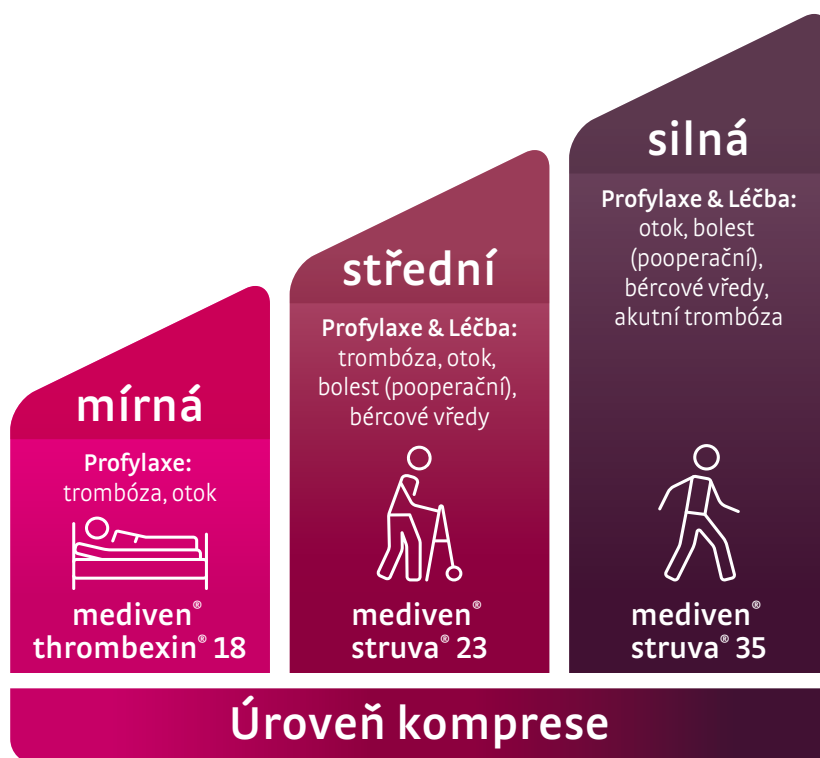 mírná
Profylaxe:
trombóza, otok
mediven®
thrombexin® 18
střední
Profylaxe & Léčba:
trombóza, otok,
bolest (pooperační),
bércové vředy
mediven®
struva® 23
silná
Profylaxe & Léčba:
otok, bolest
(pooperační),
bércové vředy,
akutní trombóza
mediven®
struva® 35
Úroveň komprese